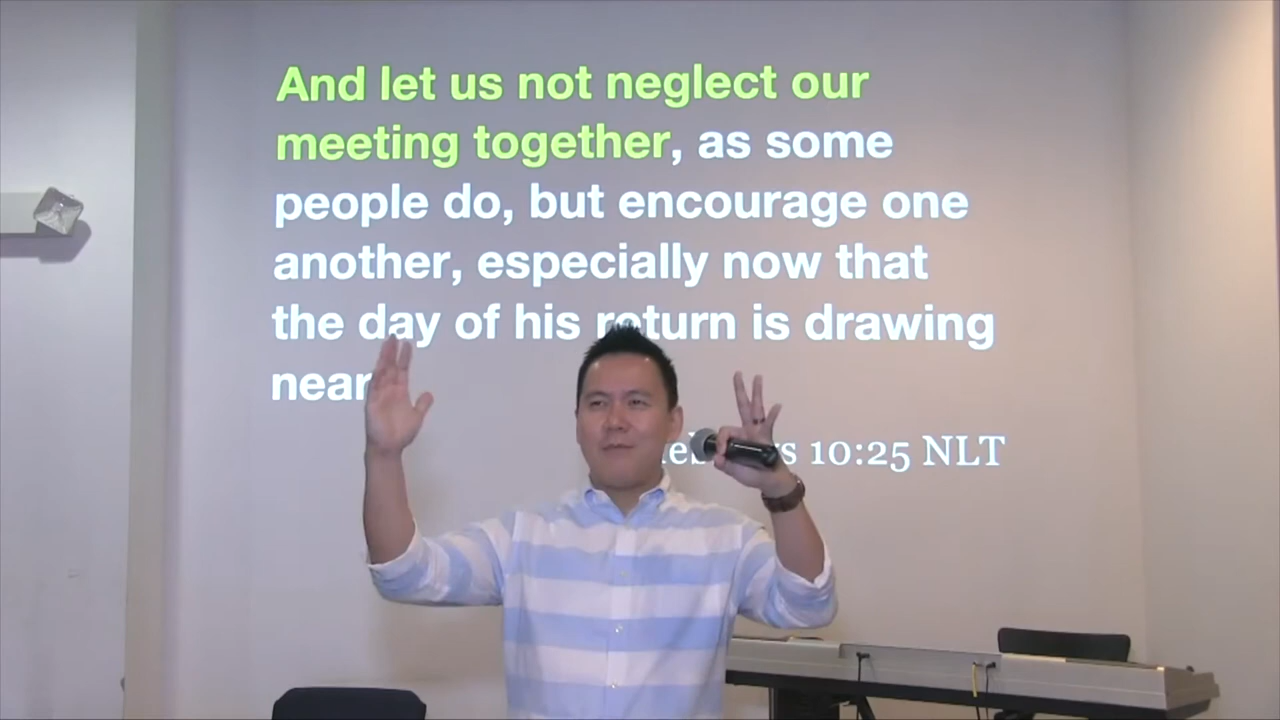 And let us not neglect our
meeting together, as some
people do, but encourage one
another, especially now that
the day of his return is drawing
near
10:25 NLT